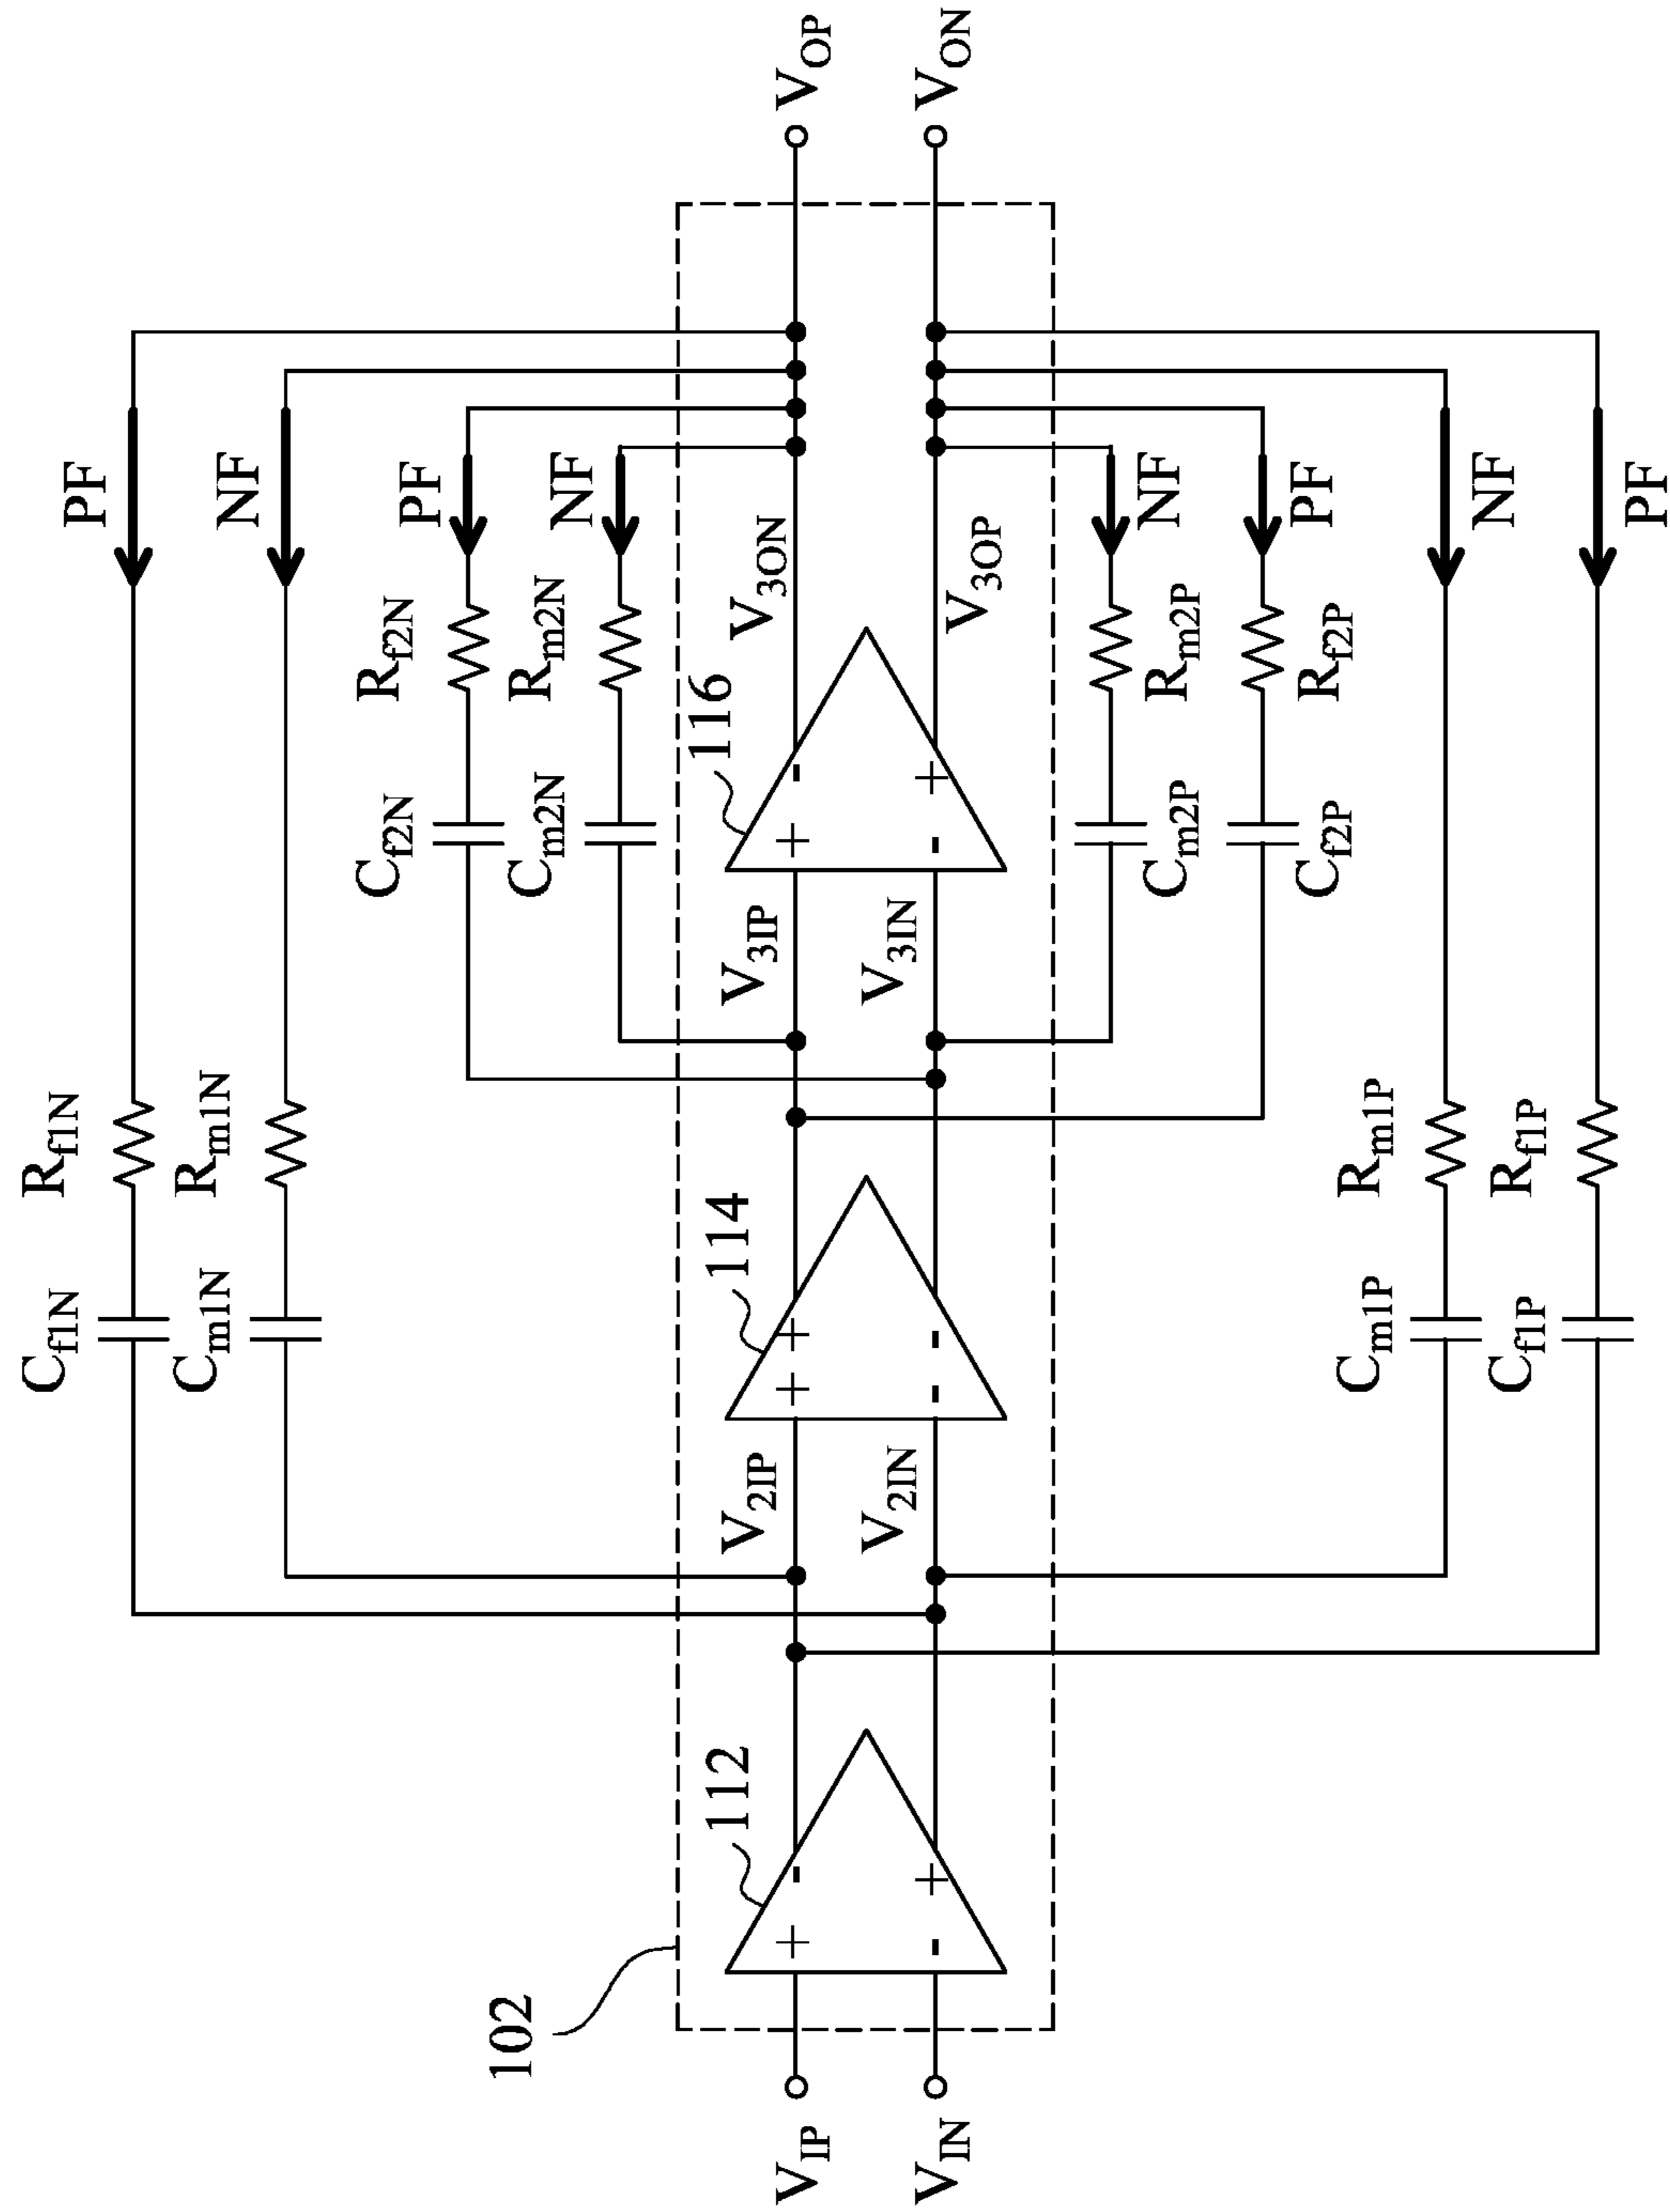 PF
R_f1N
C_f1N
NF
R_m1N
C_m1N
PF
R_f2N
C_f2N
NF
R_m2N
C_m2N
102
112
114
116
V_IP
V_2IP
V_3IP
V_3ON
V_OP
+
-
+
+
+
-
V_IN
V_2IN
V_3IN
V_3OP
V_ON
-
+
-
-
-
+
NF
R_m2P
C_m2P
PF
R_f2P
C_f2P
NF
R_m1P
C_m1P
PF
R_f1P
C_f1P